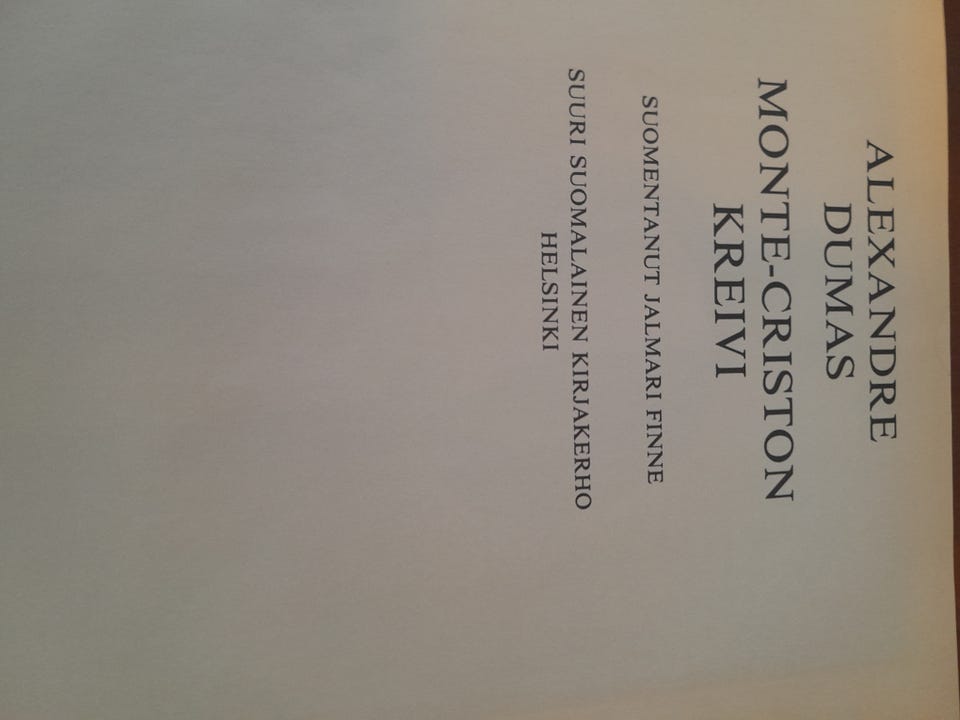 ALEXANDRE
DUMAS
MONTE-CRISTON
KREIVI
SUOMENTANUT JALMARI FINNE
SUURI SUOMALAINEN KIRJAKERHO
HELSINKI